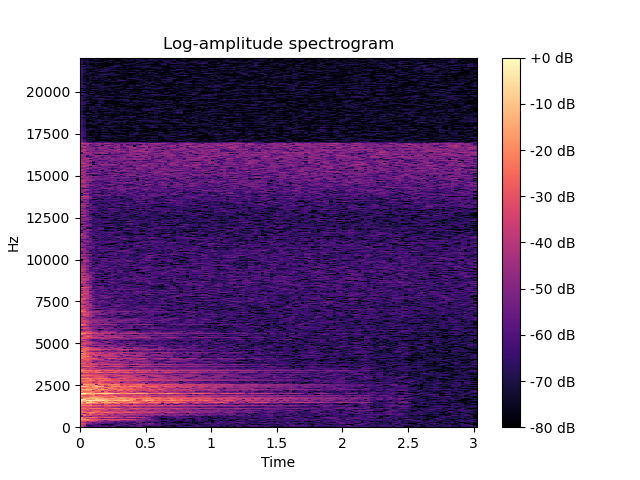 Log-amplitude spectrogram
20000
17500
15000
12500
10000
7500
5000
2500
0
Hz
0 0.5 1 1.5 2 2.5 3
Time
+0 dB
-10 dB
-20 dB
-30 dB
-40 dB
-50 dB
-60 dB
-70 dB
-80 dB